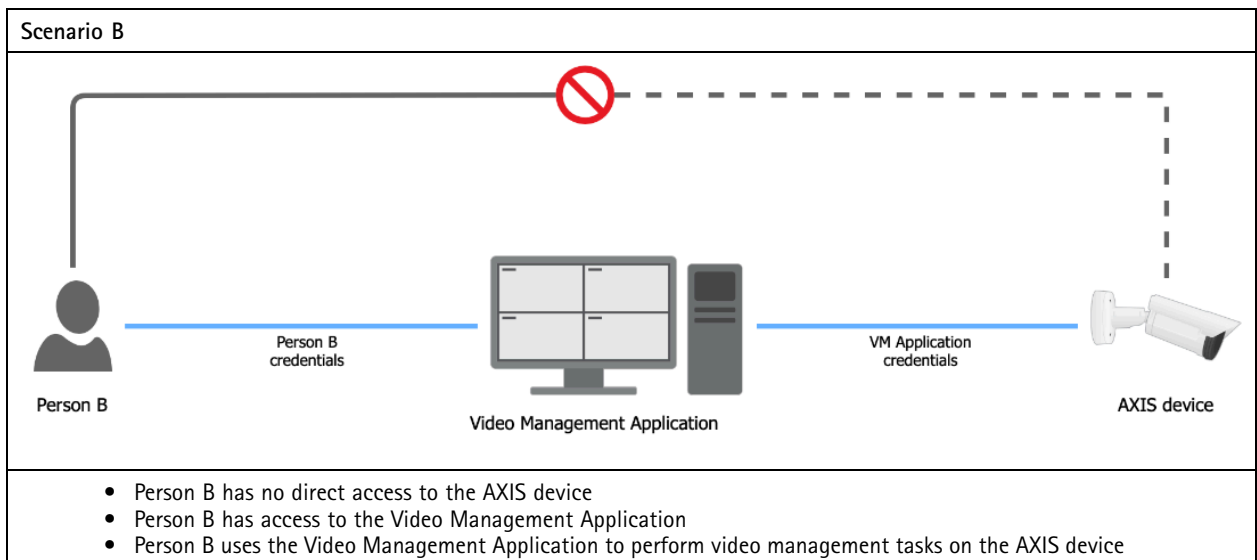 Scenario B
Person B
credentials
VM Application
credentials
Person B
Video Management Application
AXIS device
• Person B has no direct access to the AXIS device
• Person B has access to the Video Management Application
• Person B uses the Video Management Application to perform video management tasks on the AXIS device